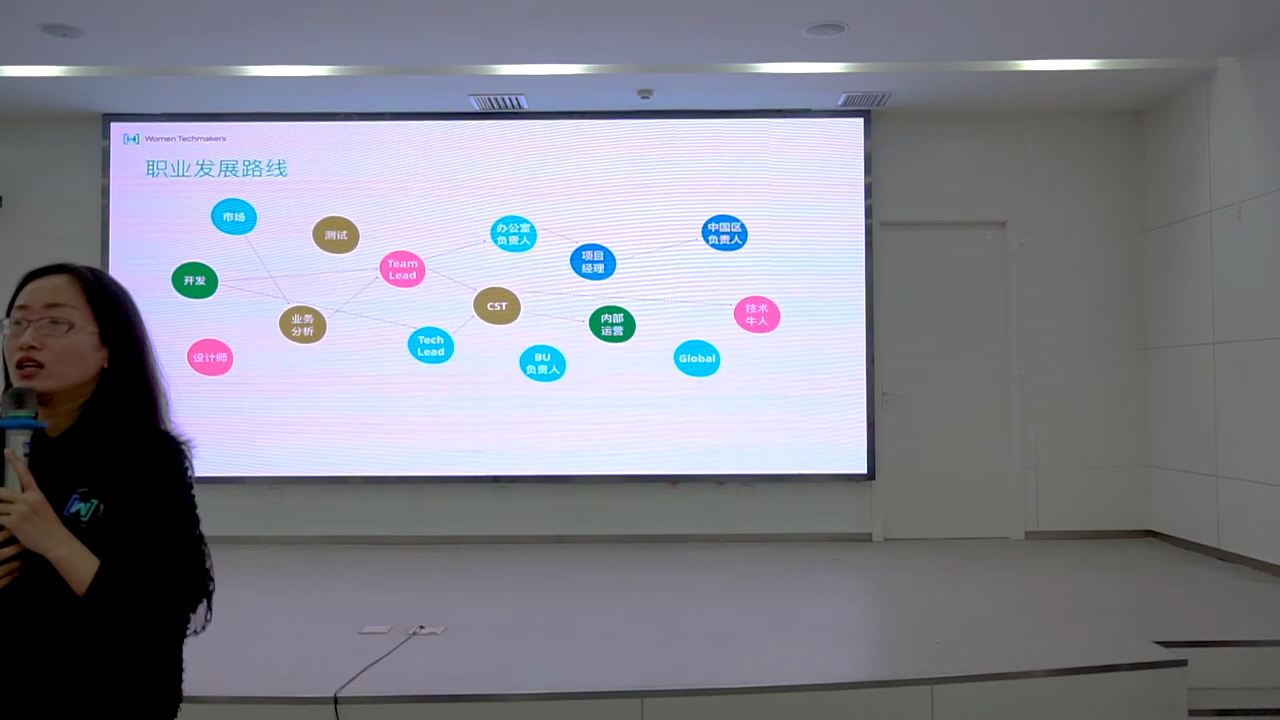 Women Techmakers
职业发展路线
市场
测试
办公室
负责人
中国区
负责人
项目
经理
Team
Lead
开发
CST
技术
牛人
业务
分析
内部
运营
Tech
Lead
设计师
BU
负责人
Global